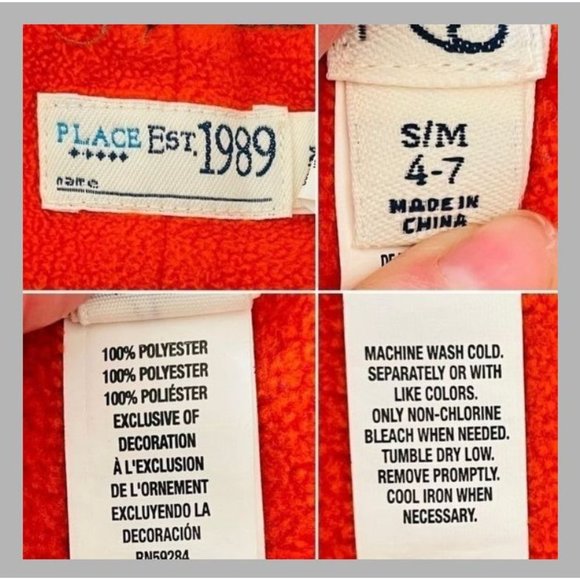 PLACE EST. 1989
name
S/M
4-7
MADE IN
CHINA
100% POLYESTER
100% POLYESTER
100% POLIÉSTER
EXCLUSIVE OF
DECORATION
À L'EXCLUSION
DE L'ORNEMENT
EXCLUYENDO LA
DECORACIÓN
RN59284
MACHINE WASH COLD.
SEPARATELY OR WITH
LIKE COLORS.
ONLY NON-CHLORINE
BLEACH WHEN NEEDED.
TUMBLE DRY LOW.
REMOVE PROMPTLY.
COOL IRON WHEN
NECESSARY.